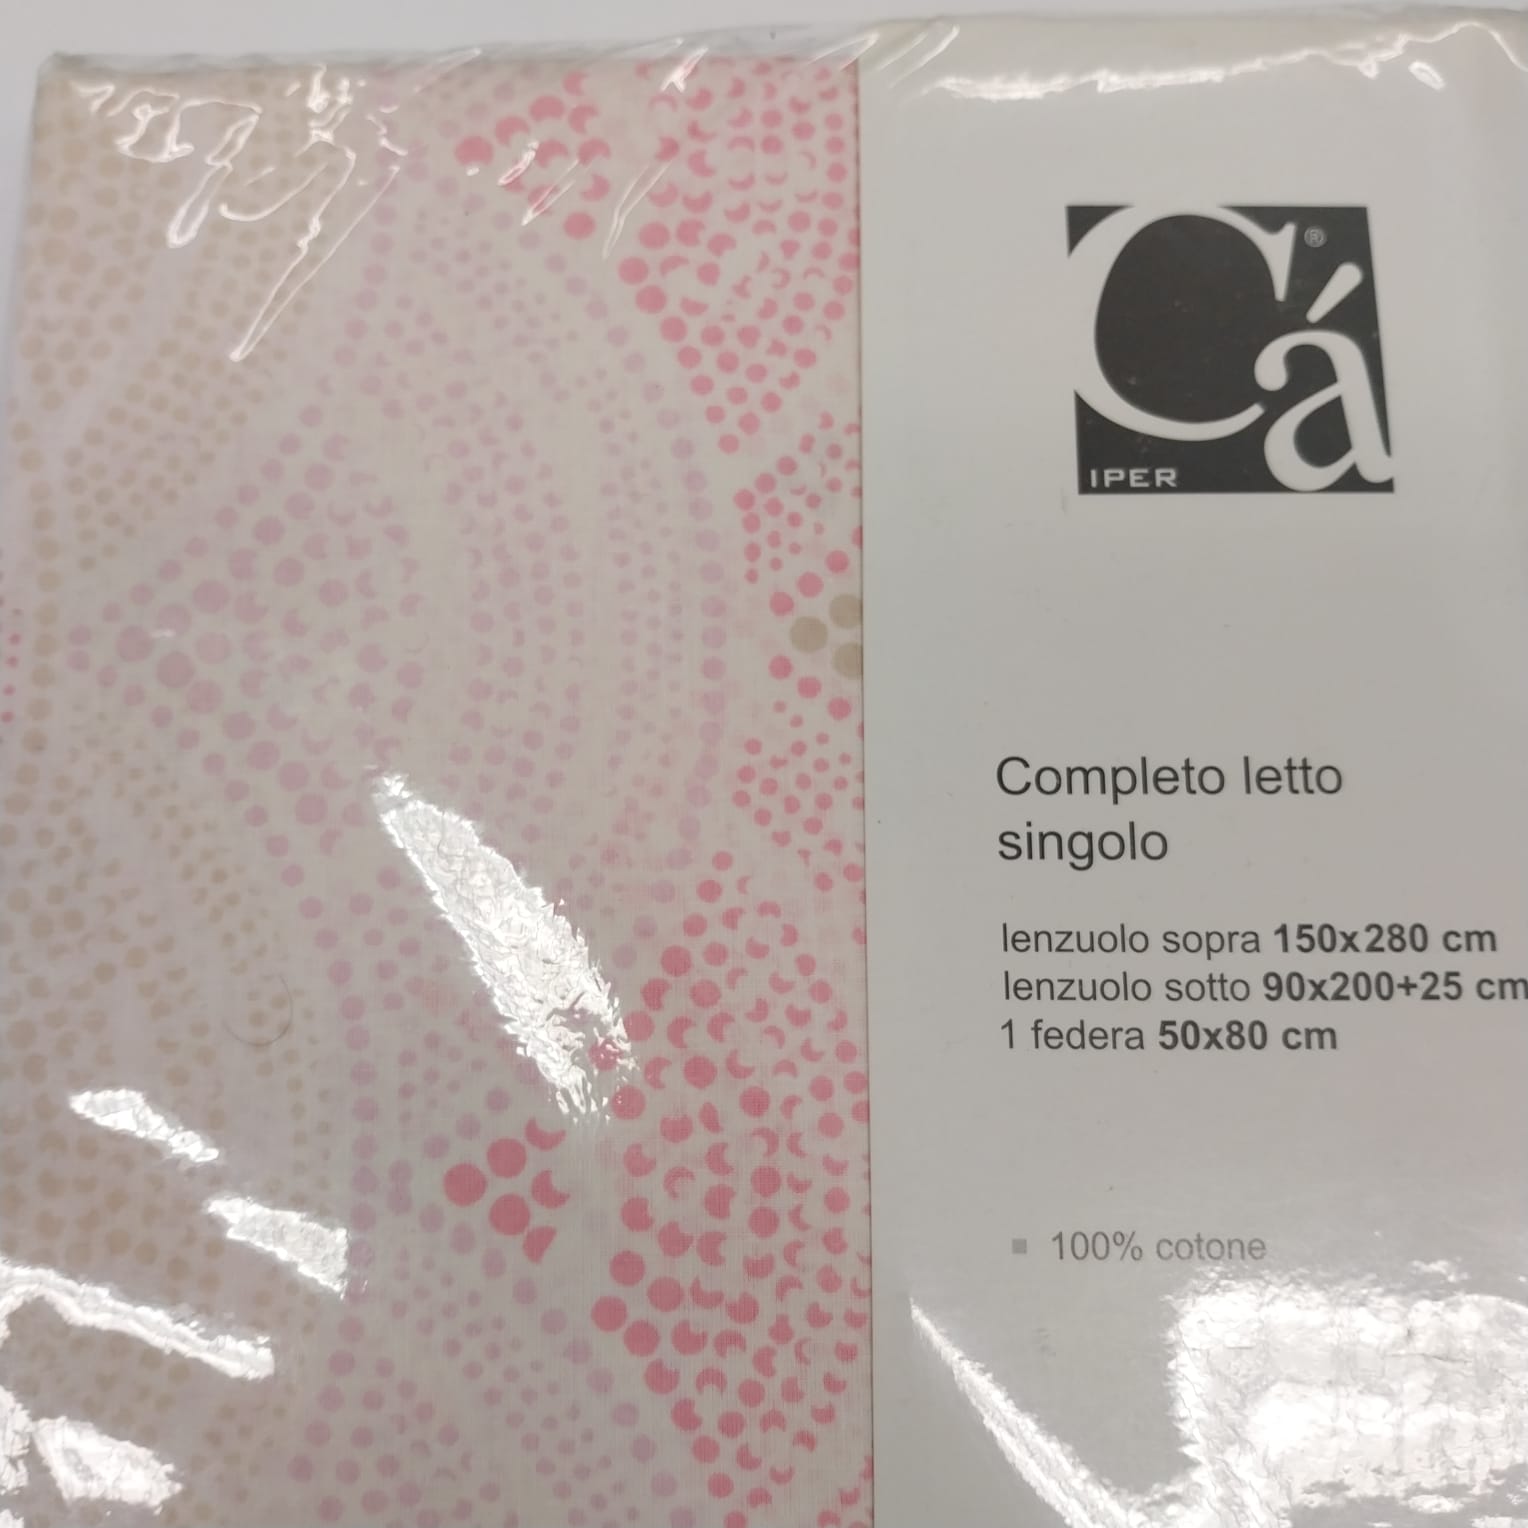 Cá®
IPER
Completo letto
singolo
lenzuolo sopra 150x280 cm
lenzuolo sotto 90x200+25 cm
1 federa 50x80 cm
▪ 100% cotone